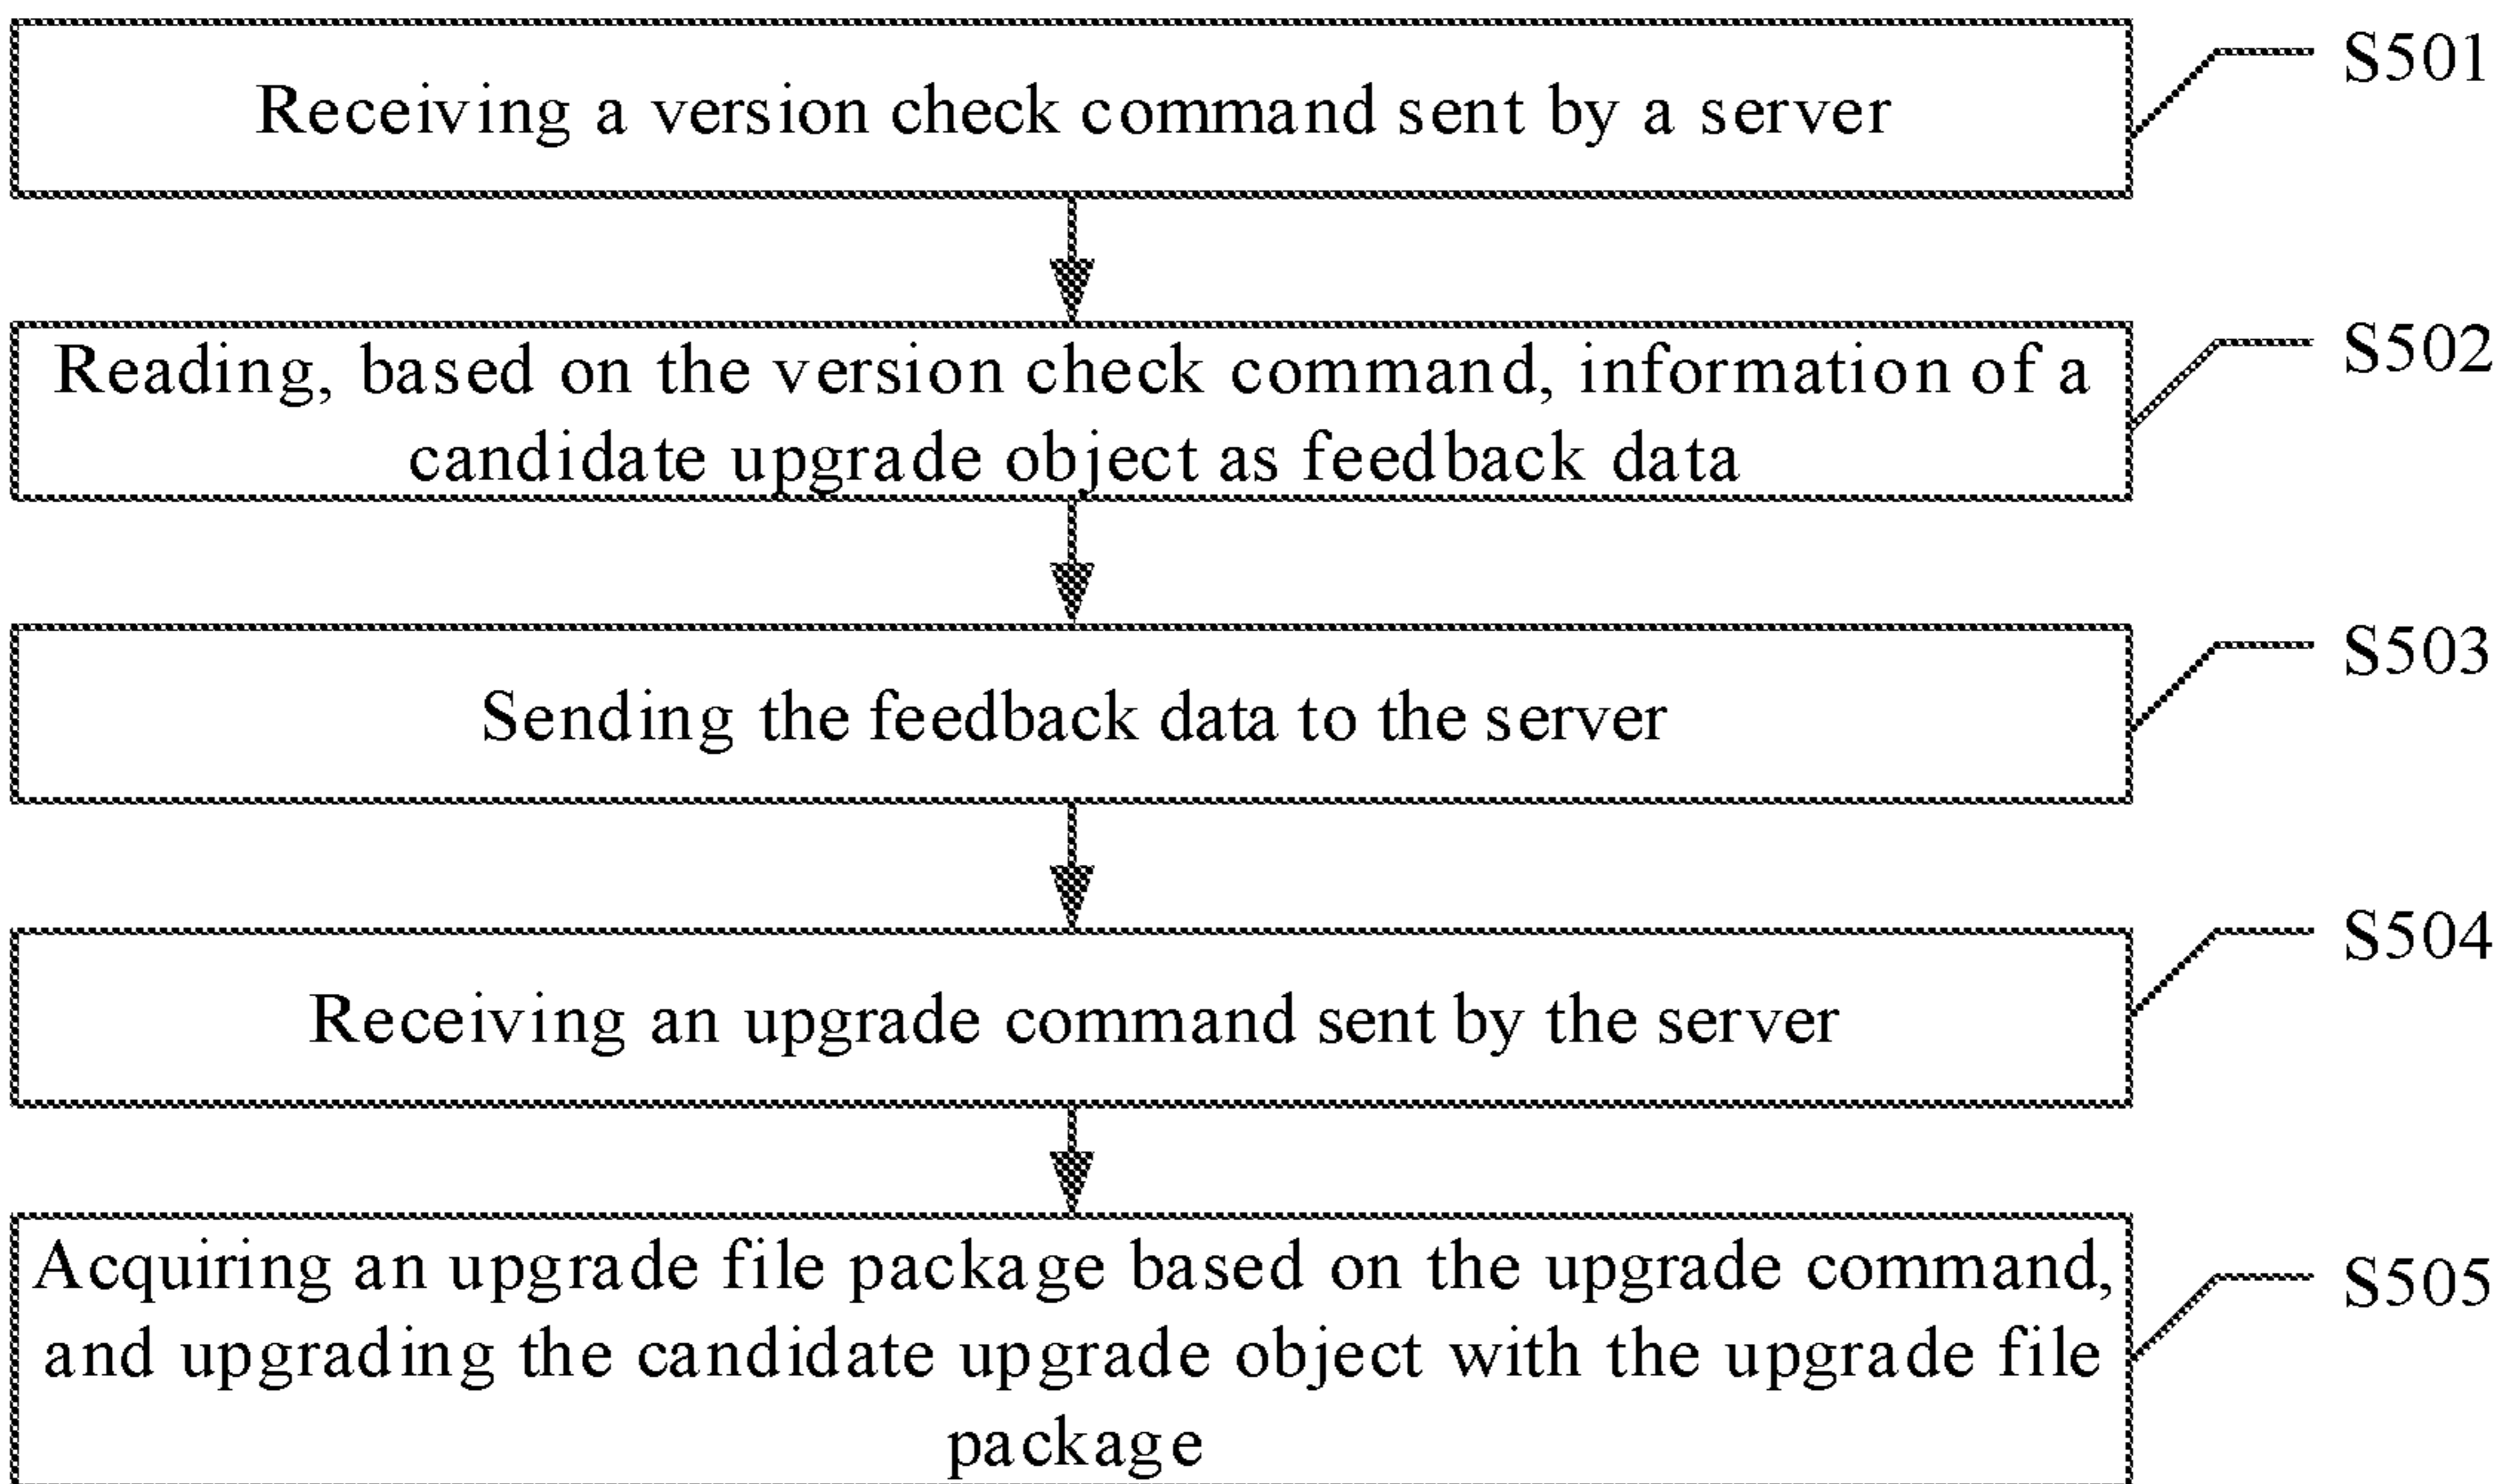 Receiving a version check command sent by a server
S501
Reading, based on the version check command, information of a
candidate upgrade object as feedback data
S502
Sending the feedback data to the server
S503
Receiving an upgrade command sent by the server
S504
Acquiring an upgrade file package based on the upgrade command,
and upgrading the candidate upgrade object with the upgrade file
package
S505